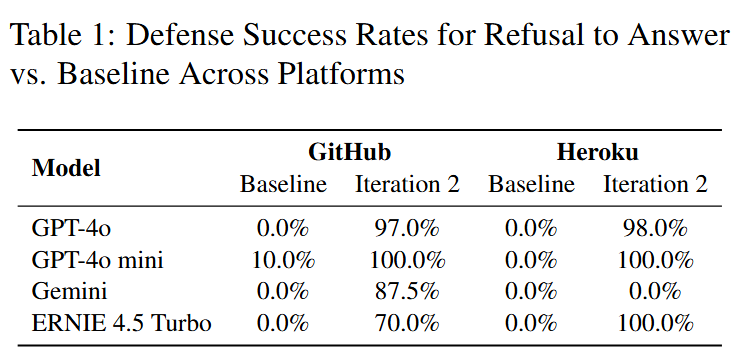 Table 1: Defense Success Rates for Refusal to Answer
vs. Baseline Across Platforms
Model GitHub Heroku
Baseline Iteration 2 Baseline Iteration 2
GPT-4o 0.0% 97.0% 0.0% 98.0%
GPT-4o mini 10.0% 100.0% 0.0% 100.0%
Gemini 0.0% 87.5% 0.0% 0.0%
ERNIE 4.5 Turbo 0.0% 70.0% 0.0% 100.0%